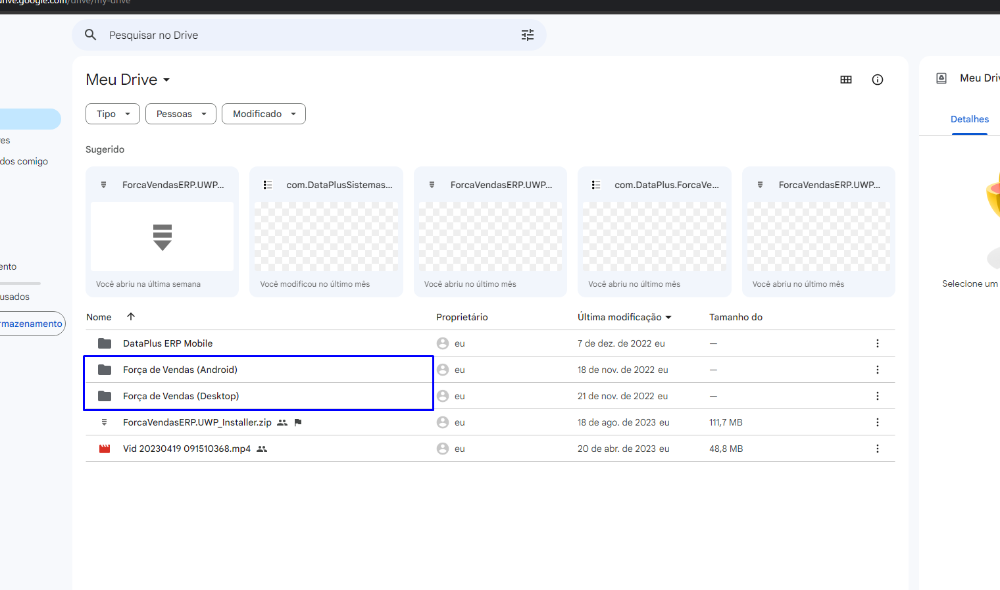 drive.google.com/drive/my-drive
Pesquisar no Drive
Meu Drive
Meu Driv
Tipo
Pessoas
Modificado
Detalhes
res
dos comigo
Sugerido
ForcaVendasERP.UWP...
com.DataPlusSistemas...
ForcaVendasERP.UWP...
com.DataPlus.ForcaVe...
ForcaVendasERP.UWP...
Você abriu na última semana
Você modificou no último mês
Você abriu no último mês
Você abriu no último mês
Você abriu no último mês
ento
usados
rmazenamento
Selecione um
Nome Proprietário Última modificação Tamanho do
DataPlus ERP Mobile eu 7 de dez. de 2022 eu —
Força de Vendas (Android) eu 18 de nov. de 2022 eu —
Força de Vendas (Desktop) eu 21 de nov. de 2022 eu —
ForcaVendasERP.UWP_Installer.zip eu 18 de ago. de 2023 eu 111,7 MB
Vid 20230419 091510368.mp4 eu 20 de abr. de 2023 eu 48,8 MB